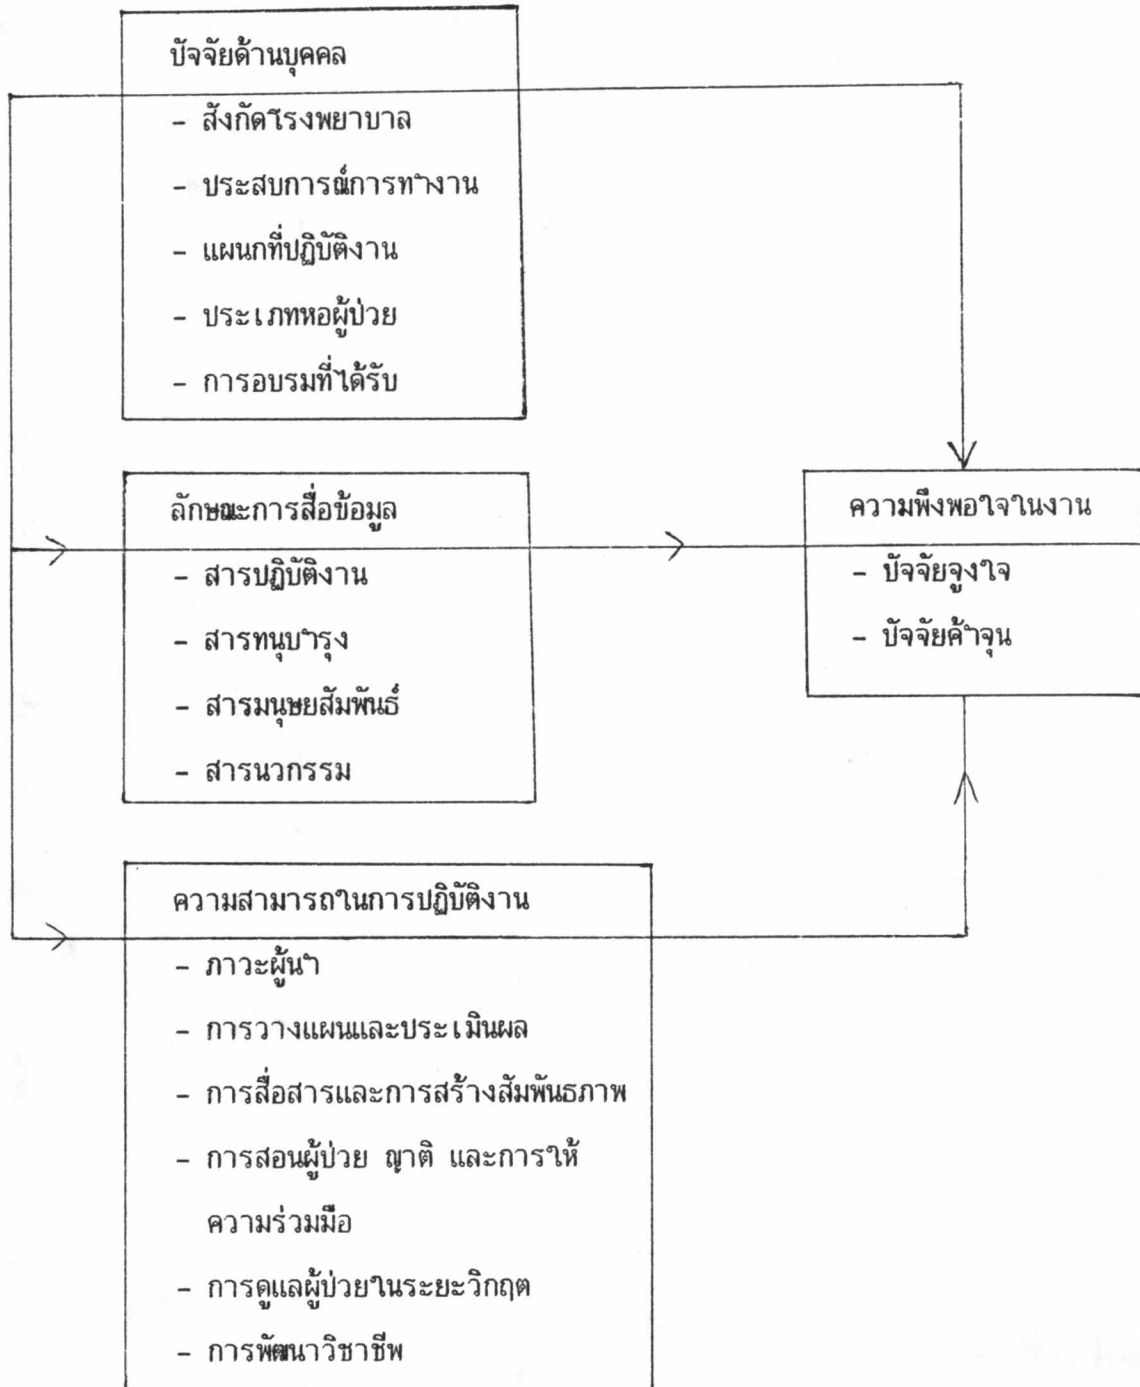 ปัจจัยด้านบุคคล
- สังกัดโรงพยาบาล
- ประสบการณ์การทำงาน
- แผนกที่ปฏิบัติงาน
- ประเภทหอผู้ป่วย
- การอบรมที่ได้รับ
ลักษณะการสื่อข้อมูล
- สารปฏิบัติงาน
- สารทนุบำรุง
- สารมนุษยสัมพันธ์
- สารนวกรรม
ความพึงพอใจในงาน
- ปัจจัยจูงใจ
- ปัจจัยค้ำจุน
ความสามารถในการปฏิบัติงาน
- ภาวะผู้นำ
- การวางแผนและประเมินผล
- การสื่อสารและการสร้างสัมพันธภาพ
- การสอนผู้ป่วย ญาติ และการให้
ความร่วมมือ
- การดูแลผู้ป่วยในระยะวิกฤต
- การพัฒนาวิชาชีพ